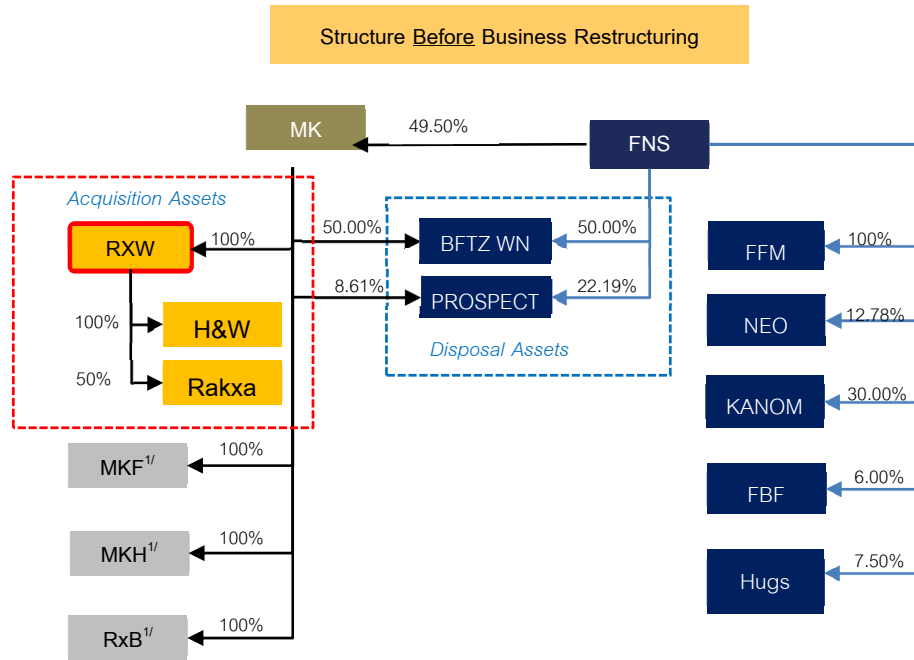 Structure Before Business Restructuring
MK
49.50%
FNS
Acquisition Assets
RXW
100%
50.00%
BFTZ WN
50.00%
FFM
100%
8.61%
PROSPECT
22.19%
100%
H&W
NEO
12.78%
Disposal Assets
50%
Rakxa
KANOM
30.00%
MKF1/
100%
FBF
6.00%
MKH1/
100%
Hugs
7.50%
RxB1/
100%